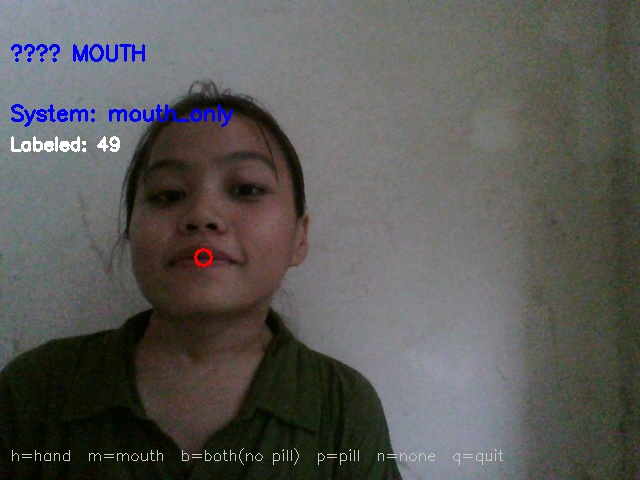 ???? MOUTH
System: mouth_only
Labeled: 49
h=hand m=mouth b=both(no pill) p=pill n=none q=quit